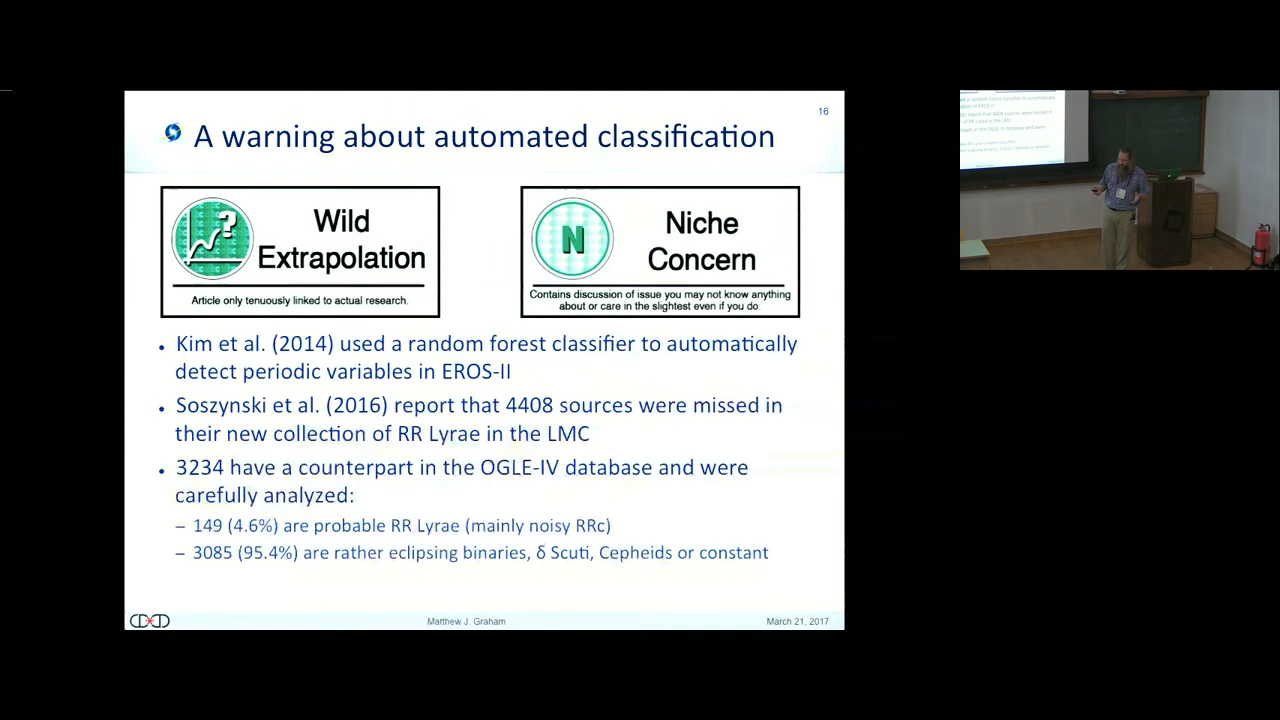 16
A warning about automated classification
Wild
Extrapolation
Article only tenuously linked to actual research.
N
Niche
Concern
Contains discussion of issue you may not know anything
about or care in the slightest even if you do.
• Kim et al. (2014) used a random forest classifier to automatically
detect periodic variables in EROS-II
• Soszynski et al. (2016) report that 4408 sources were missed in
their new collection of RR Lyrae in the LMC
• 3234 have a counterpart in the OGLE-IV database and were
carefully analyzed:
– 149 (4.6%) are probable RR Lyrae (mainly noisy RRc)
– 3085 (95.4%) are rather eclipsing binaries, δ Scuti, Cepheids or constant
Matthew J. Graham
March 21, 2017